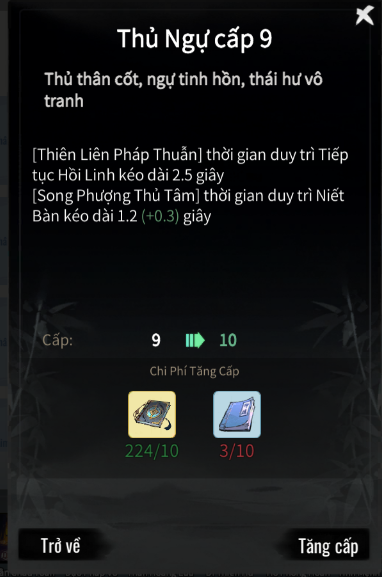 Thủ Ngự cấp 9
Thủ thân cốt, ngự tinh hồn, thái hư vô
tranh
[Thiên Liên Pháp Thuẫn] thời gian duy trì Tiếp
tục Hồi Linh kéo dài 2.5 giây
[Song Phượng Thủ Tâm] thời gian duy trì Niết
Bàn kéo dài 1.2 (+0.3) giây
Cấp: 9 10
Chi Phí Tăng Cấp
224/10 3/10
Trở về Tăng cấp